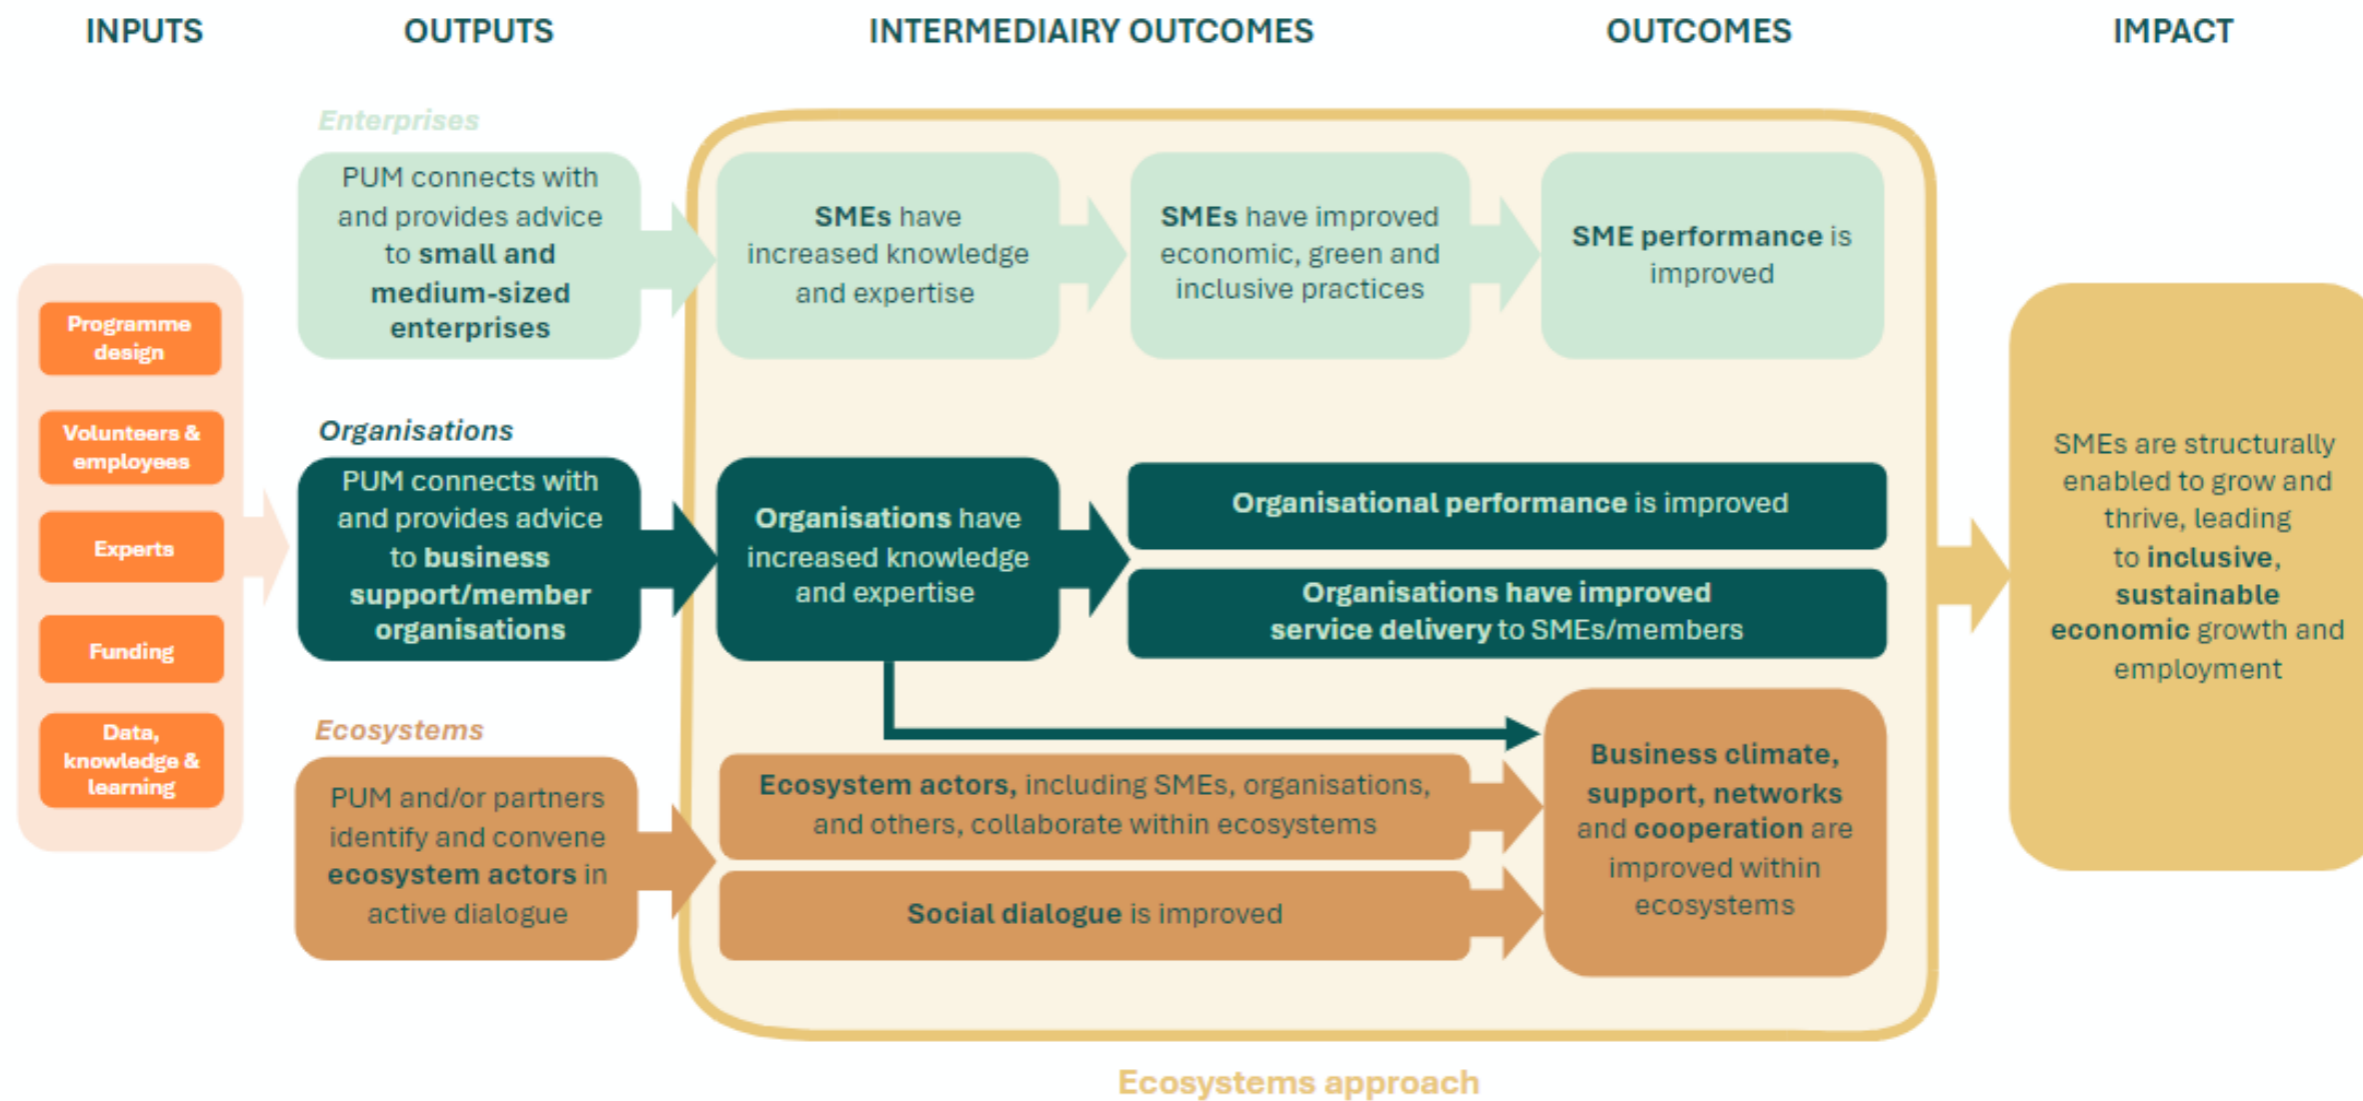 INPUTS
OUTPUTS
INTERMEDIAIRY OUTCOMES
OUTCOMES
IMPACT
Programme
design
Volunteers &
employees
Experts
Funding
Data,
knowledge &
learning
Enterprises
PUM connects with
and provides advice
to small and
medium-sized
enterprises
SMEs have
increased knowledge
and expertise
SMEs have improved
economic, green and
inclusive practices
SME performance is
improved
Organisations
PUM connects with
and provides advice
to business
support/member
organisations
Organisations have
increased knowledge
and expertise
Organisational performance is improved
Organisations have improved
service delivery to SMEs/members
Ecosystems
PUM and/or partners
identify and convene
ecosystem actors in
active dialogue
Ecosystem actors, including SMEs, organisations,
and others, collaborate within ecosystems
Social dialogue is improved
Business climate,
support, networks
and cooperation are
improved within
ecosystems
SMEs are structurally
enabled to grow and
thrive, leading
to inclusive,
sustainable
economic growth and
employment
Ecosystems approach